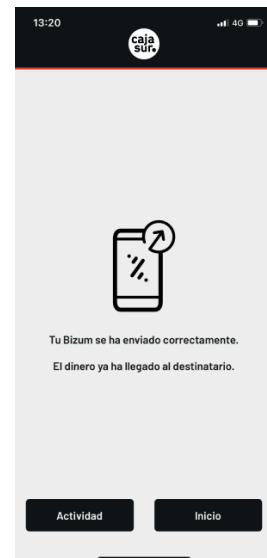 13:20
4G
caja
sur.
Tu Bizum se ha enviado correctamente.
El dinero ya ha llegado al destinatario.
Actividad
Inicio